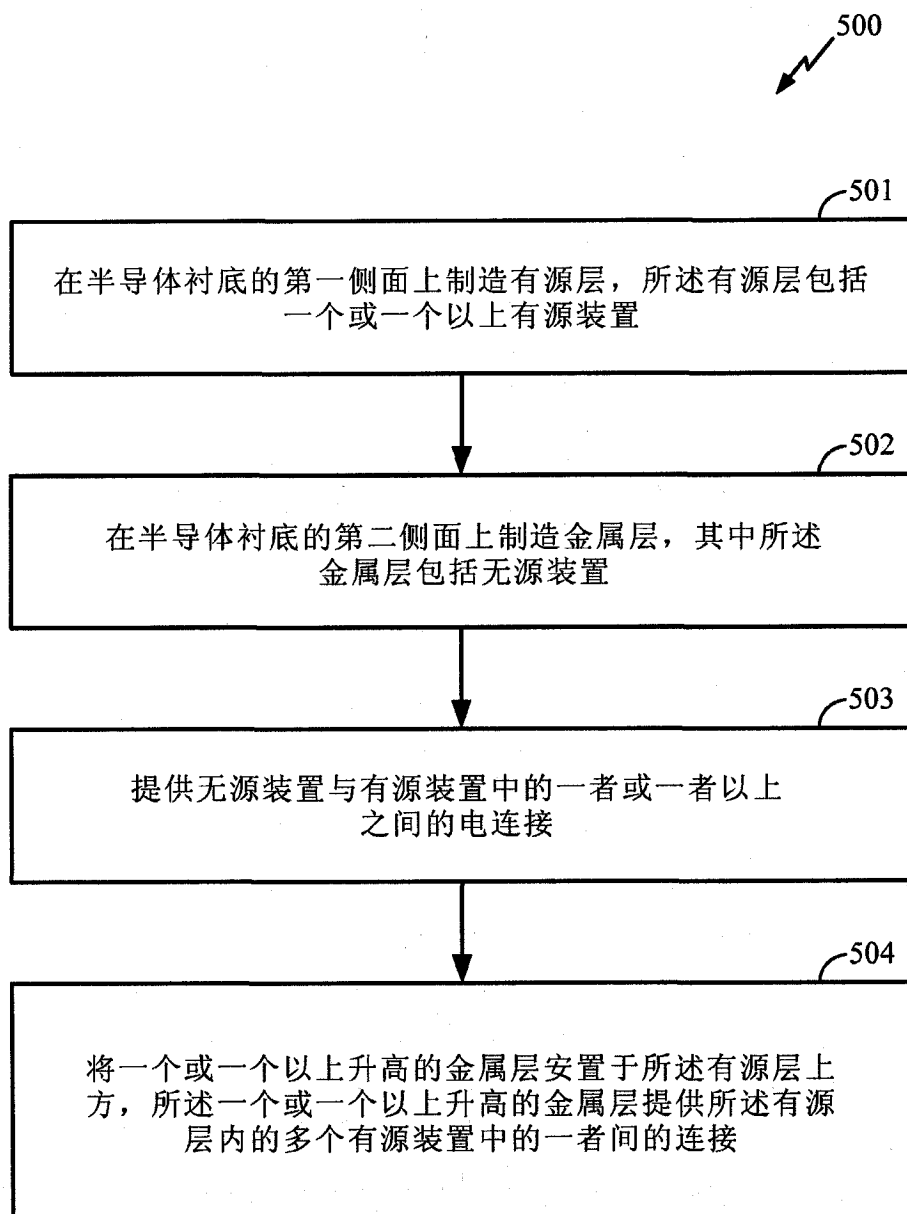 500
501
在半导体衬底的第一侧面上制造有源层，所述有源层包括
一个或一个以上有源装置
502
在半导体衬底的第二侧面上制造金属层，其中所述
金属层包括无源装置
503
提供无源装置与有源装置中的一者或一者以上
之间的电连接
504
将一个或一个以上升高的金属层安置于所述有源层上
方，所述一个或一个以上升高的金属层提供所述有源
层内的多个有源装置中的一者间的连接